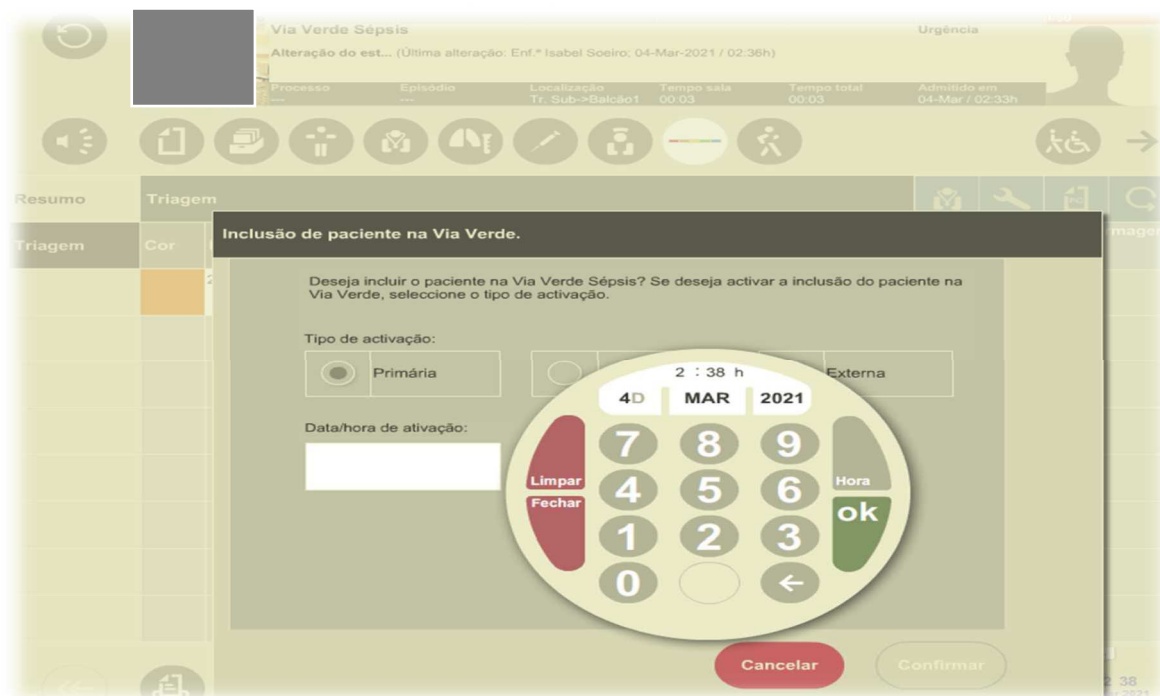 Via Verde Sépsis
Urgência
Alteração do est... (Última alteração: Enf.ª Isabel Soeiro; 04-Mar-2021 / 02:36h)
Processo Episódio Localização Tempo sala Tempo total Admitido em
--- --- Tr. Sub->Balcão1 00:03 00:03 04-Mar / 02:33h
Resumo Triagem
Triagem Cor
Inclusão de paciente na Via Verde.
Deseja incluir o paciente na Via Verde Sépsis? Se deseja activar a inclusão do paciente na
Via Verde, seleccione o tipo de activação.
Tipo de activação:
Primária
Externa
Data/hora de ativação:
2 : 38 h
4D MAR 2021
7 8 9
Limpar 4 5 6 Hora
Fechar ok
1 2 3
0
Cancelar Confirmar